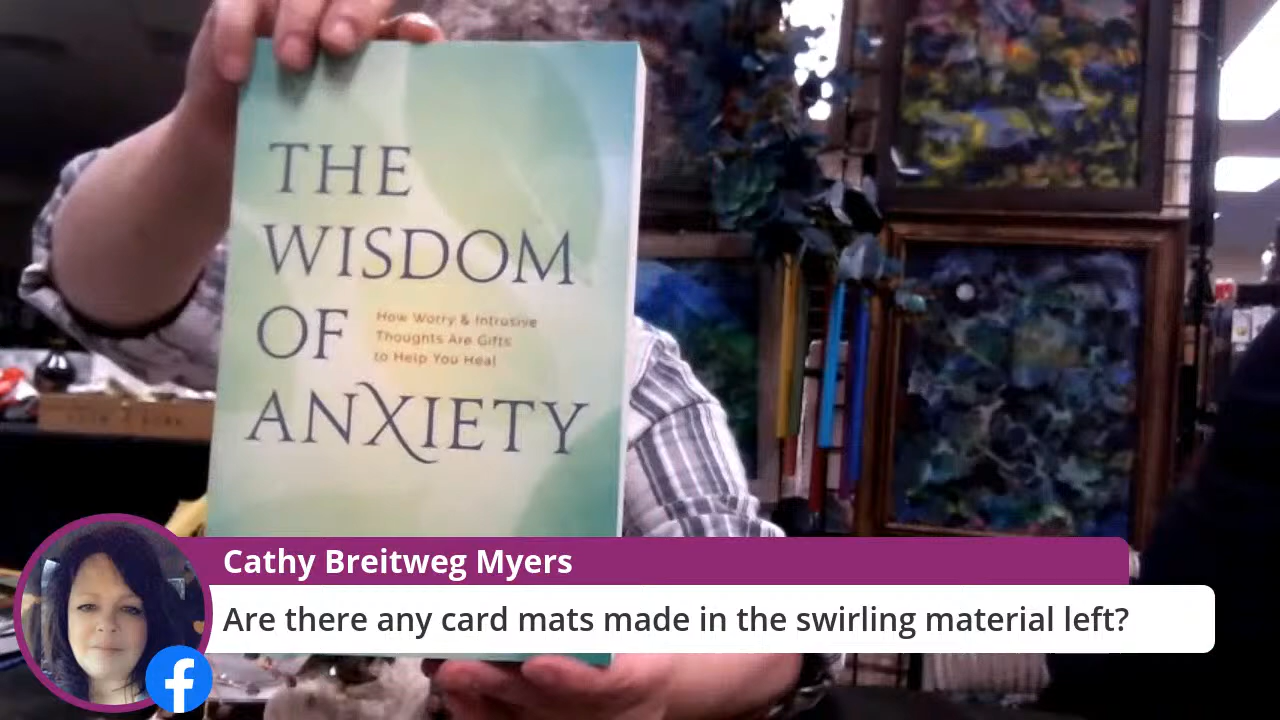 THE
WISDOM
OF
How Worry & Intrusive
Thoughts Are Gifts
to Help You Heal
ANXIETY
Cathy Breitweg Myers
Are there any card mats made in the swirling material left?